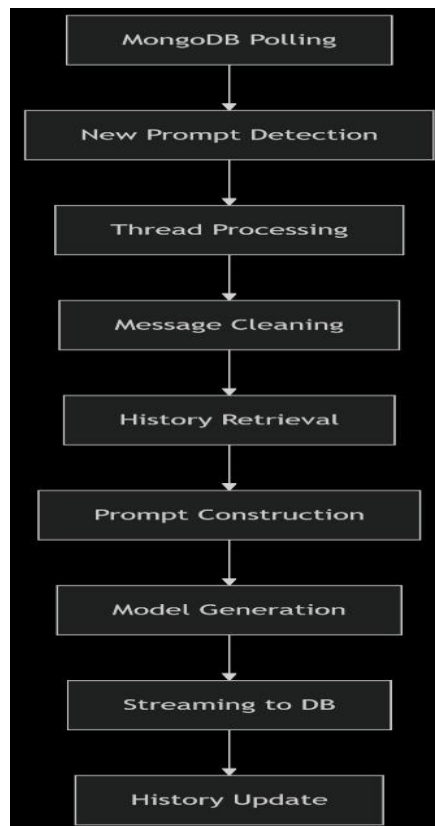 MongoDB Polling
New Prompt Detection
Thread Processing
Message Cleaning
History Retrieval
Prompt Construction
Model Generation
Streaming to DB
History Update